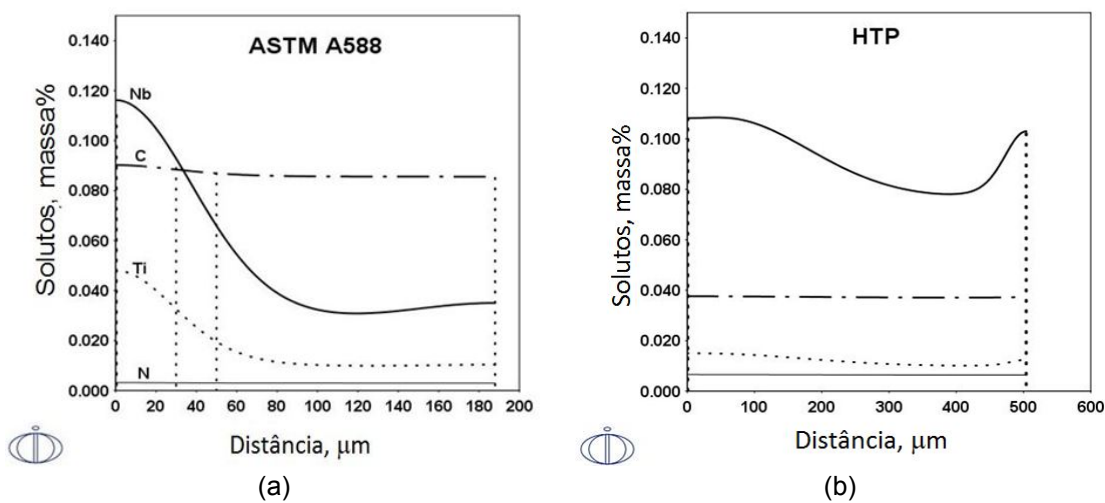 ASTM A588
Solutos, massa%
0.140
0.120
0.100
0.080
0.060
0.040
0.020
0.000
Nb
C
Ti
N
0 20 40 60 80 100 120 140 160 180 200
Distância, μm
(a)
HTP
Solutos, massa%
0.140
0.120
0.100
0.080
0.060
0.040
0.020
0.000
0 100 200 300 400 500 600
Distância, μm
(b)